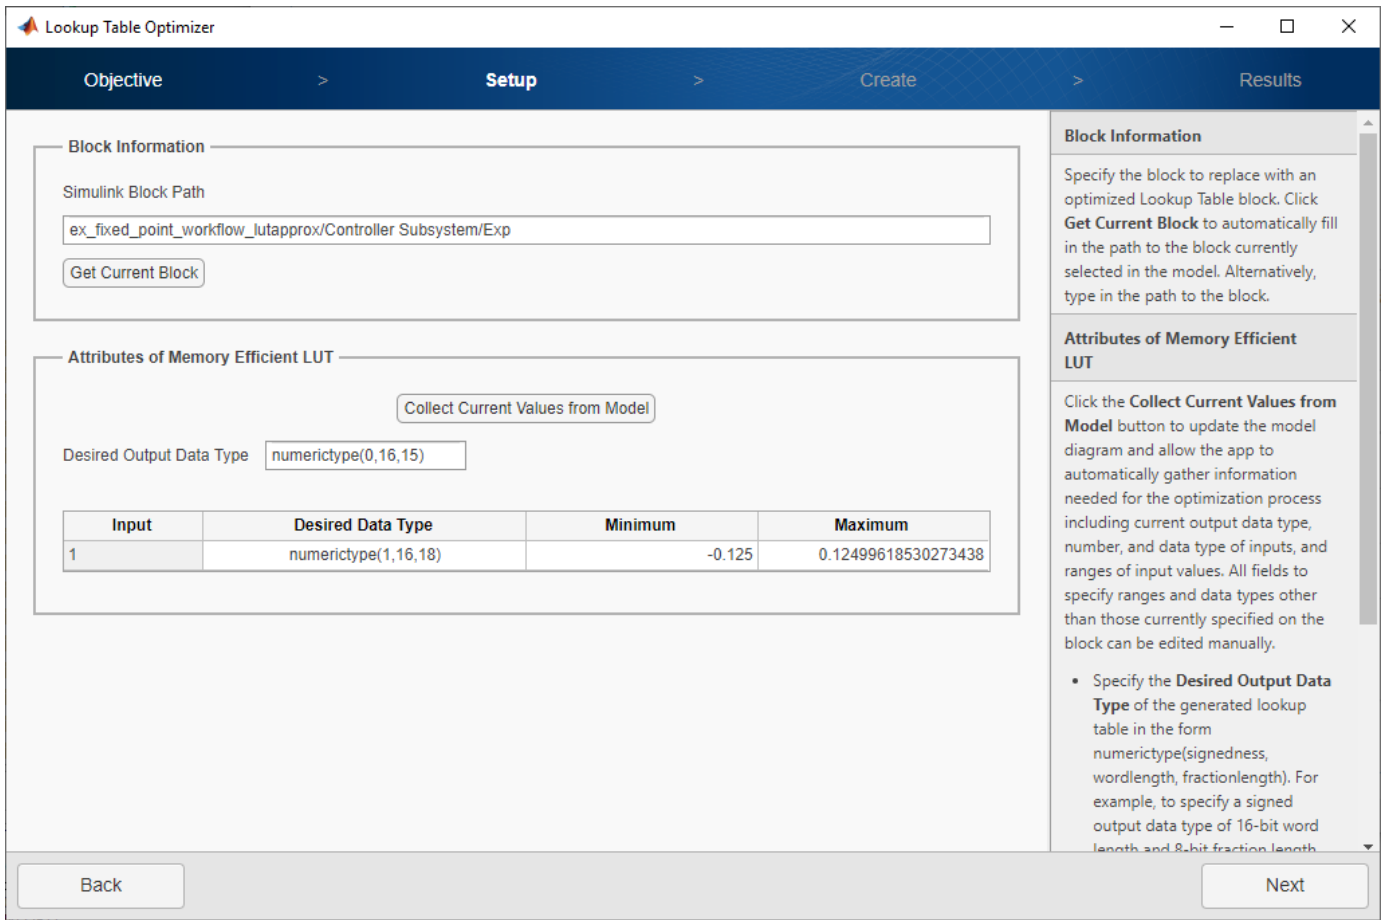 Lookup Table Optimizer
Objective > Setup > Create > Results
Block Information
Simulink Block Path
ex_fixed_point_workflow_lutapprox/Controller Subsystem/Exp
Get Current Block
Attributes of Memory Efficient LUT
Collect Current Values from Model
Desired Output Data Type numerictype(0,16,15)
Input Desired Data Type Minimum Maximum
1 numerictype(1,16,18) -0.125 0.12499618530273438
Block Information
Specify the block to replace with an
optimized Lookup Table block. Click
Get Current Block to automatically fill
in the path to the block currently
selected in the model. Alternatively,
type in the path to the block.
Attributes of Memory Efficient
LUT
Click the Collect Current Values from
Model button to update the model
diagram and allow the app to
automatically gather information
needed for the optimization process
including current output data type,
number, and data type of inputs, and
ranges of input values. All fields to
specify ranges and data types other
than those currently specified on the
block can be edited manually.
• Specify the Desired Output Data
Type of the generated lookup
table in the form
numerictype(signedness,
wordlength, fractionlength). For
example, to specify a signed
output data type of 16-bit word
length and 8-bit fraction length
Back
Next